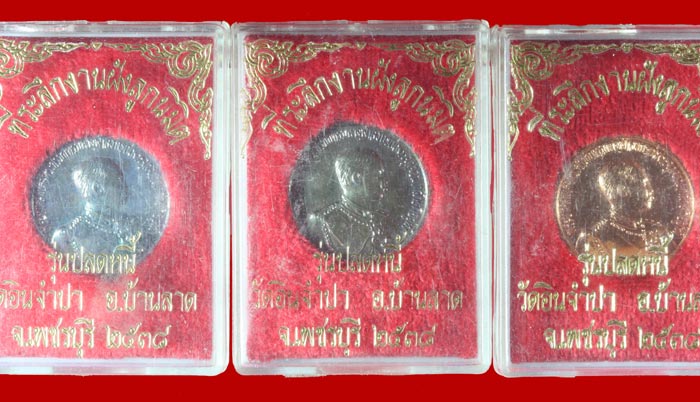 ที่ระลึกงานฝังลูกนิมิต
รุ่นปลดหนี้
วัดอินจำปา อ.บ้านลาด
จ.เพชรบุรี ๒๕๓๘
ที่ระลึกงานฝังลูกนิมิต
รุ่นปลดหนี้
วัดอินจำปา อ.บ้านลาด
จ.เพชรบุรี ๒๕๓๘
ที่ระลึกงานฝังลูกนิมิต
รุ่นปลดหนี้
วัดอินจำปา อ.บ้าน
จ.เพชรบุรี ๒๕๓๘